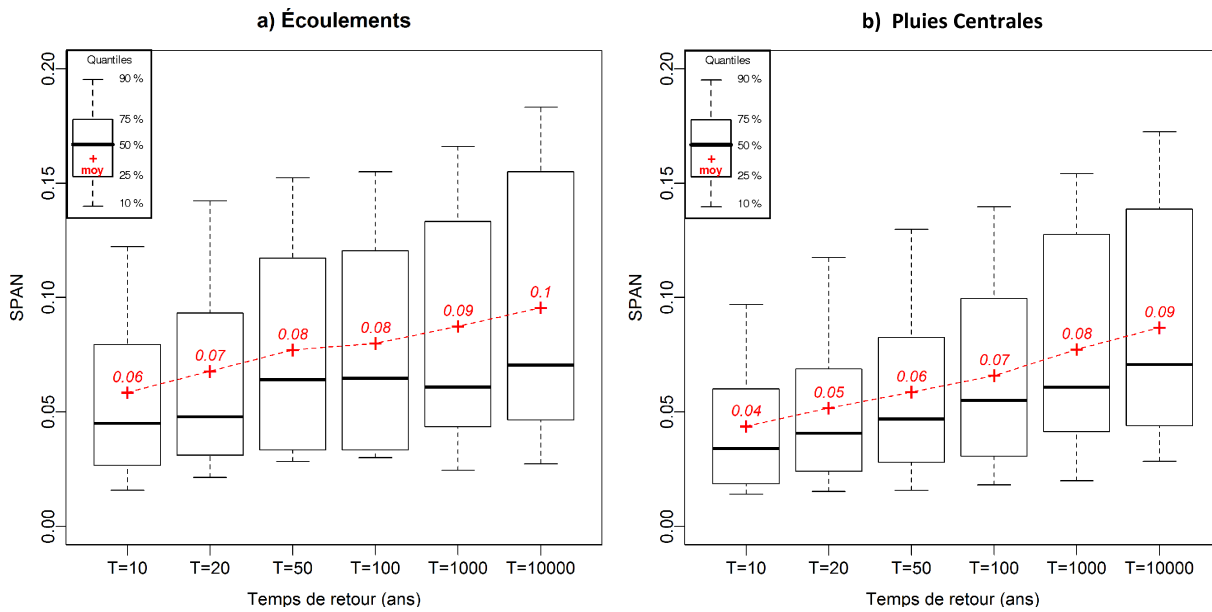 a) Écoulements
Quantiles
90 %
75 %
50 %
+
moy
25 %
10 %
SPAN
0.20
0.15
0.10
0.05
0.00
0.06
0.07
0.08
0.08
0.09
0.1
T=10
T=20
T=50
T=100
T=1000
T=10000
Temps de retour (ans)
b) Pluies Centrales
Quantiles
90 %
75 %
50 %
+
moy
25 %
10 %
SPAN
0.20
0.15
0.10
0.05
0.00
0.04
0.05
0.06
0.07
0.08
0.09
T=10
T=20
T=50
T=100
T=1000
T=10000
Temps de retour (ans)